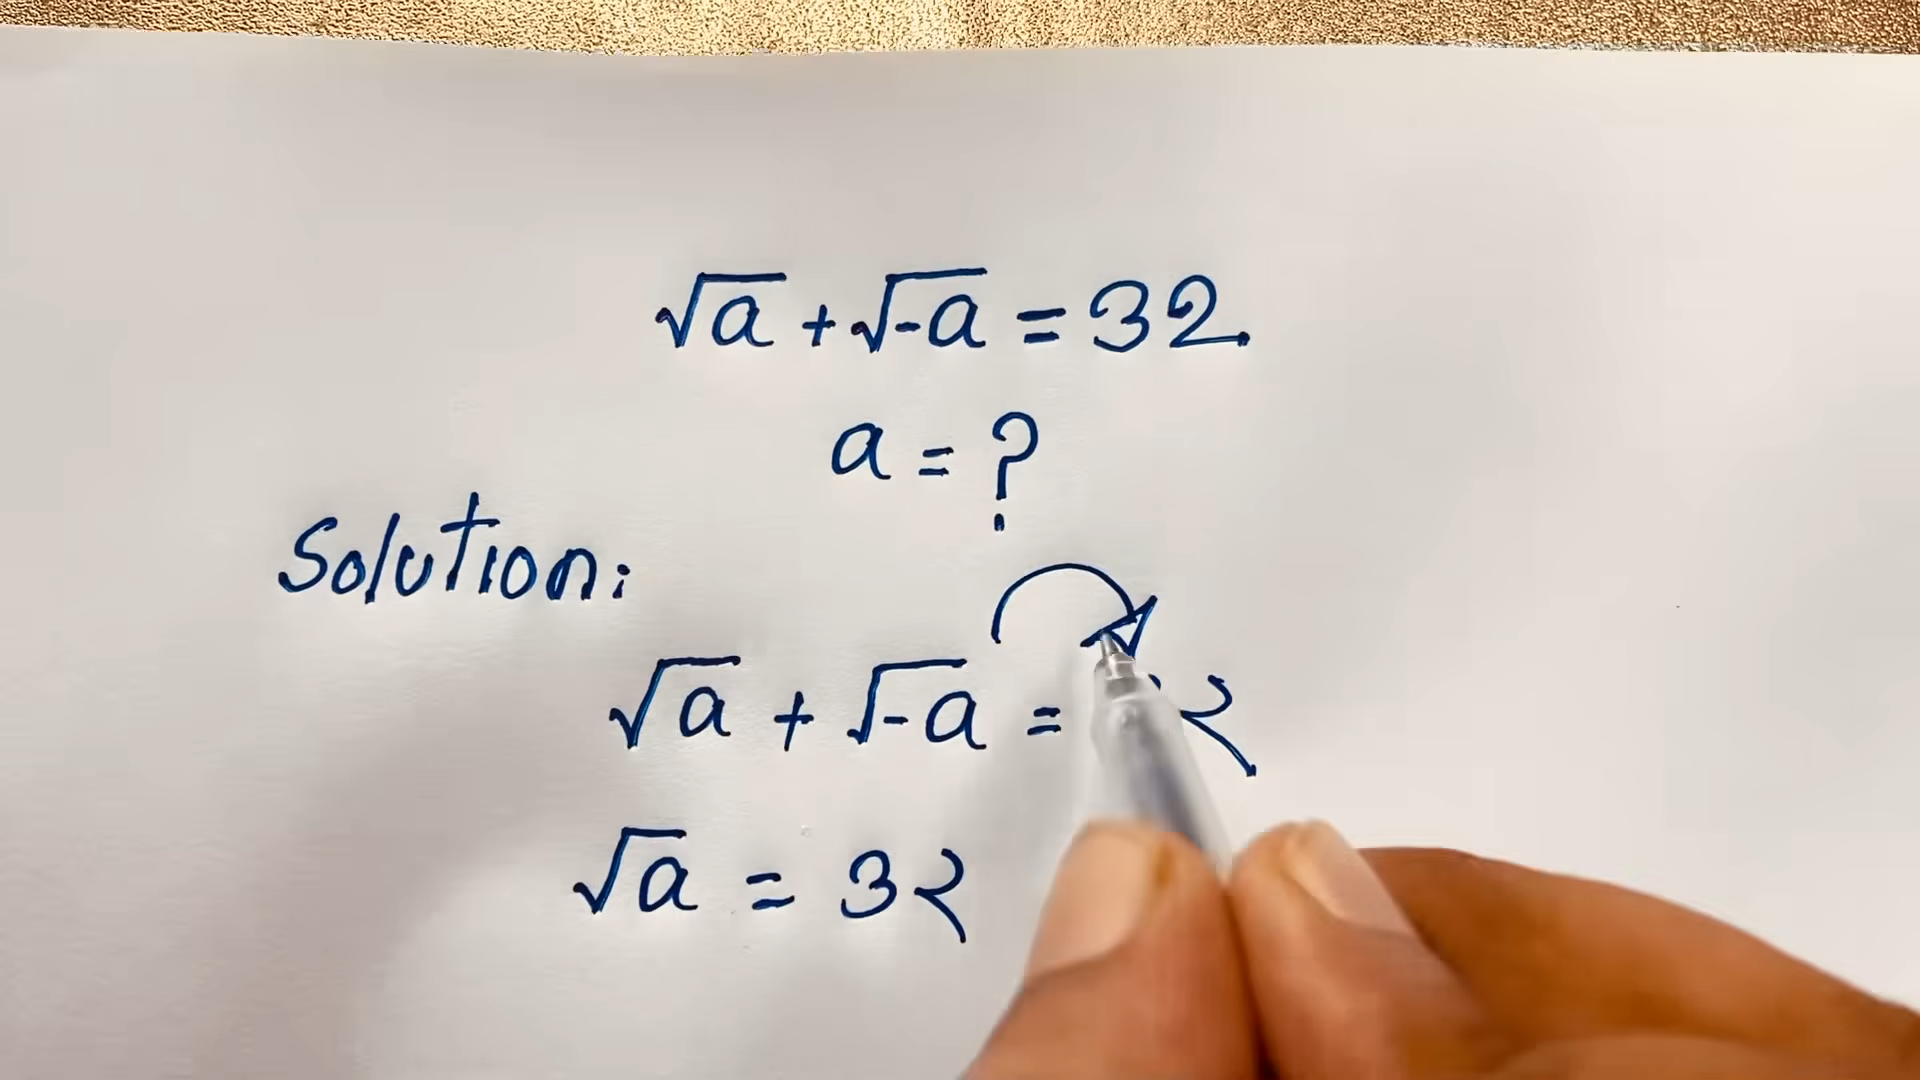 √a + √-a = 32
a = ?
Solution:
√a + √-a =
√a = 32